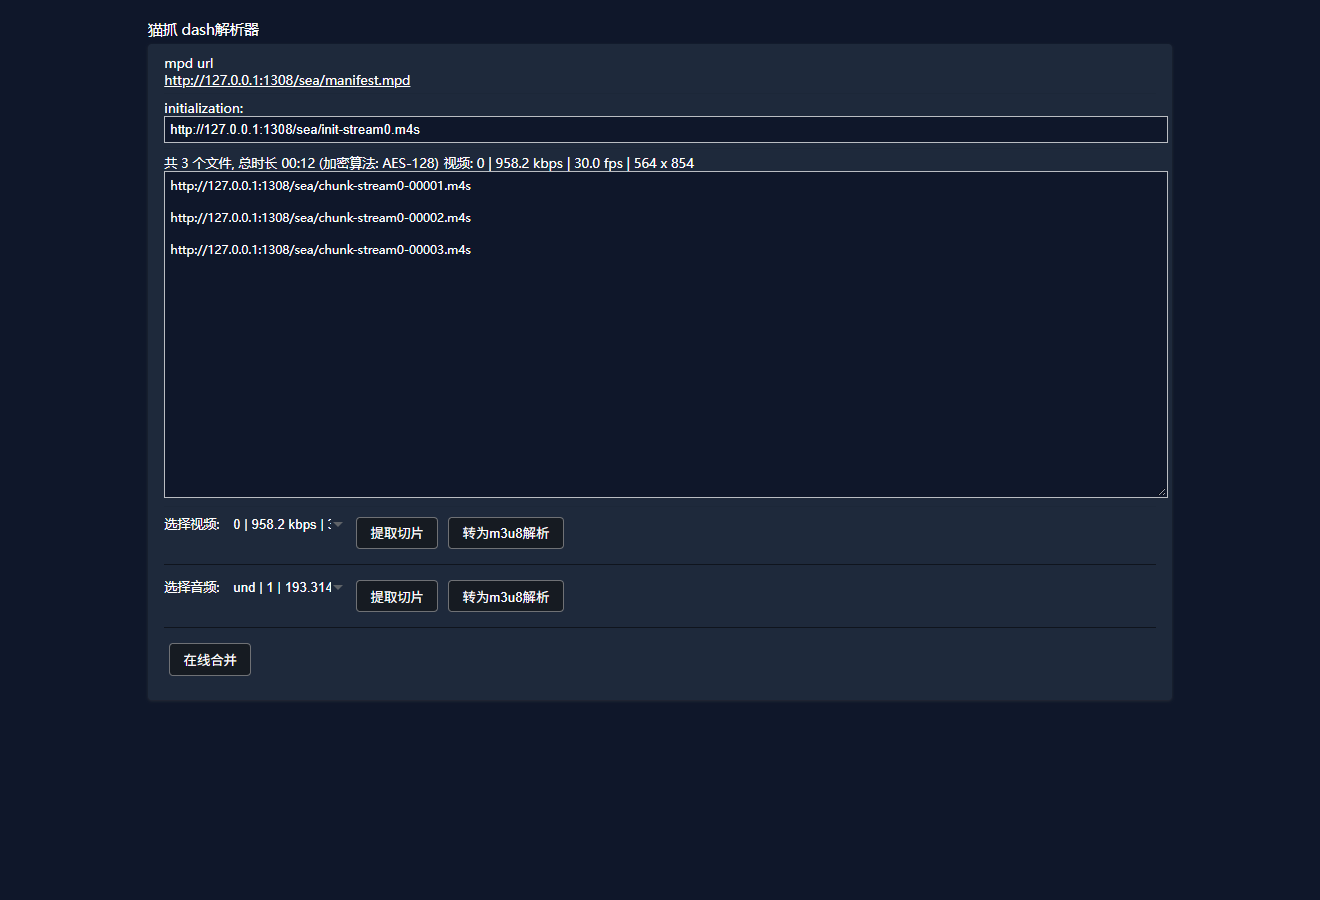 猫抓 dash解析器
mpd url
http://127.0.0.1:1308/sea/manifest.mpd
initialization:
http://127.0.0.1:1308/sea/init-stream0.m4s
共 3 个文件, 总时长 00:12 (加密算法: AES-128) 视频: 0 | 958.2 kbps | 30.0 fps | 564 x 854
http://127.0.0.1:1308/sea/chunk-stream0-00001.m4s
http://127.0.0.1:1308/sea/chunk-stream0-00002.m4s
http://127.0.0.1:1308/sea/chunk-stream0-00003.m4s
选择视频: 0 | 958.2 kbps | 提取切片 转为m3u8解析
选择音频: und | 1 | 193.314 提取切片 转为m3u8解析
在线合并